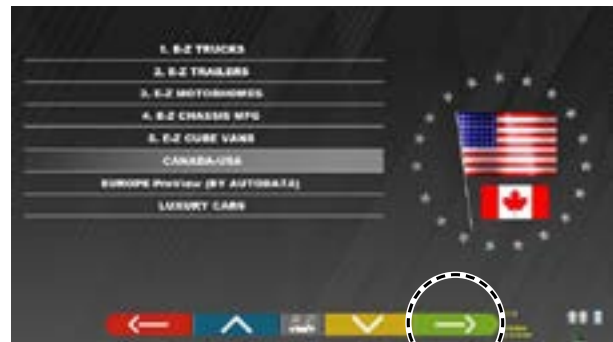 1. E-Z TRUCKS
2. E-Z TRAILERS
3. E-Z MOTORHOMES
4. E-Z CHASSIS MFG
5. E-Z CUBE VANS
CANADA-USA
EUROPE PreView (BY AUTODATA)
LUXURY CARS